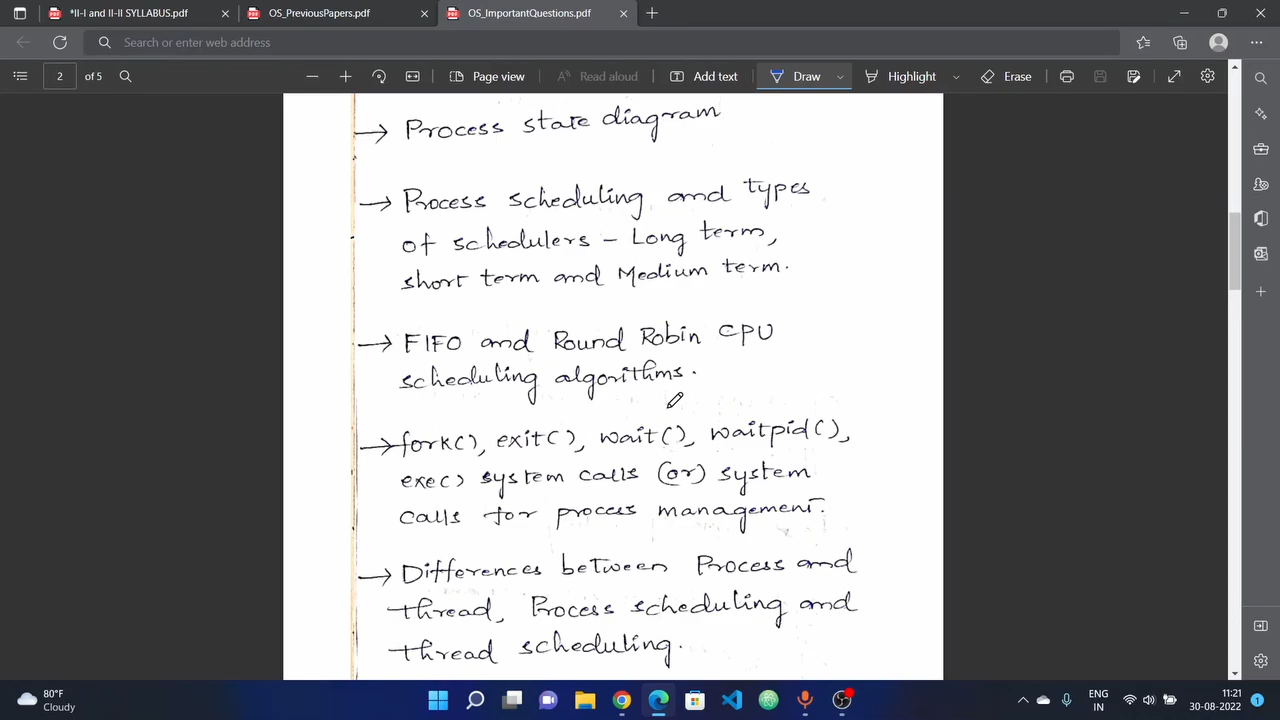 *II-I and II-II SYLLABUS.pdf
OS_PreviousPapers.pdf
OS_ImportantQuestions.pdf
Search or enter web address
2 of 5
Page view
Read aloud
Add text
Draw
Highlight
Erase
→ Process state diagram
→ Process scheduling and types
of schedulers – Long term,
short term and Medium term.
→ FIFO and Round Robin CPU
scheduling algorithms.
→ fork(), exit(), wait(), waitpid(),
exec() system calls (or) system
calls for process management.
→ Differences between Process and
thread, Process scheduling and
thread scheduling.
80°F
Cloudy
ENG
IN
11:21
30-08-2022
1